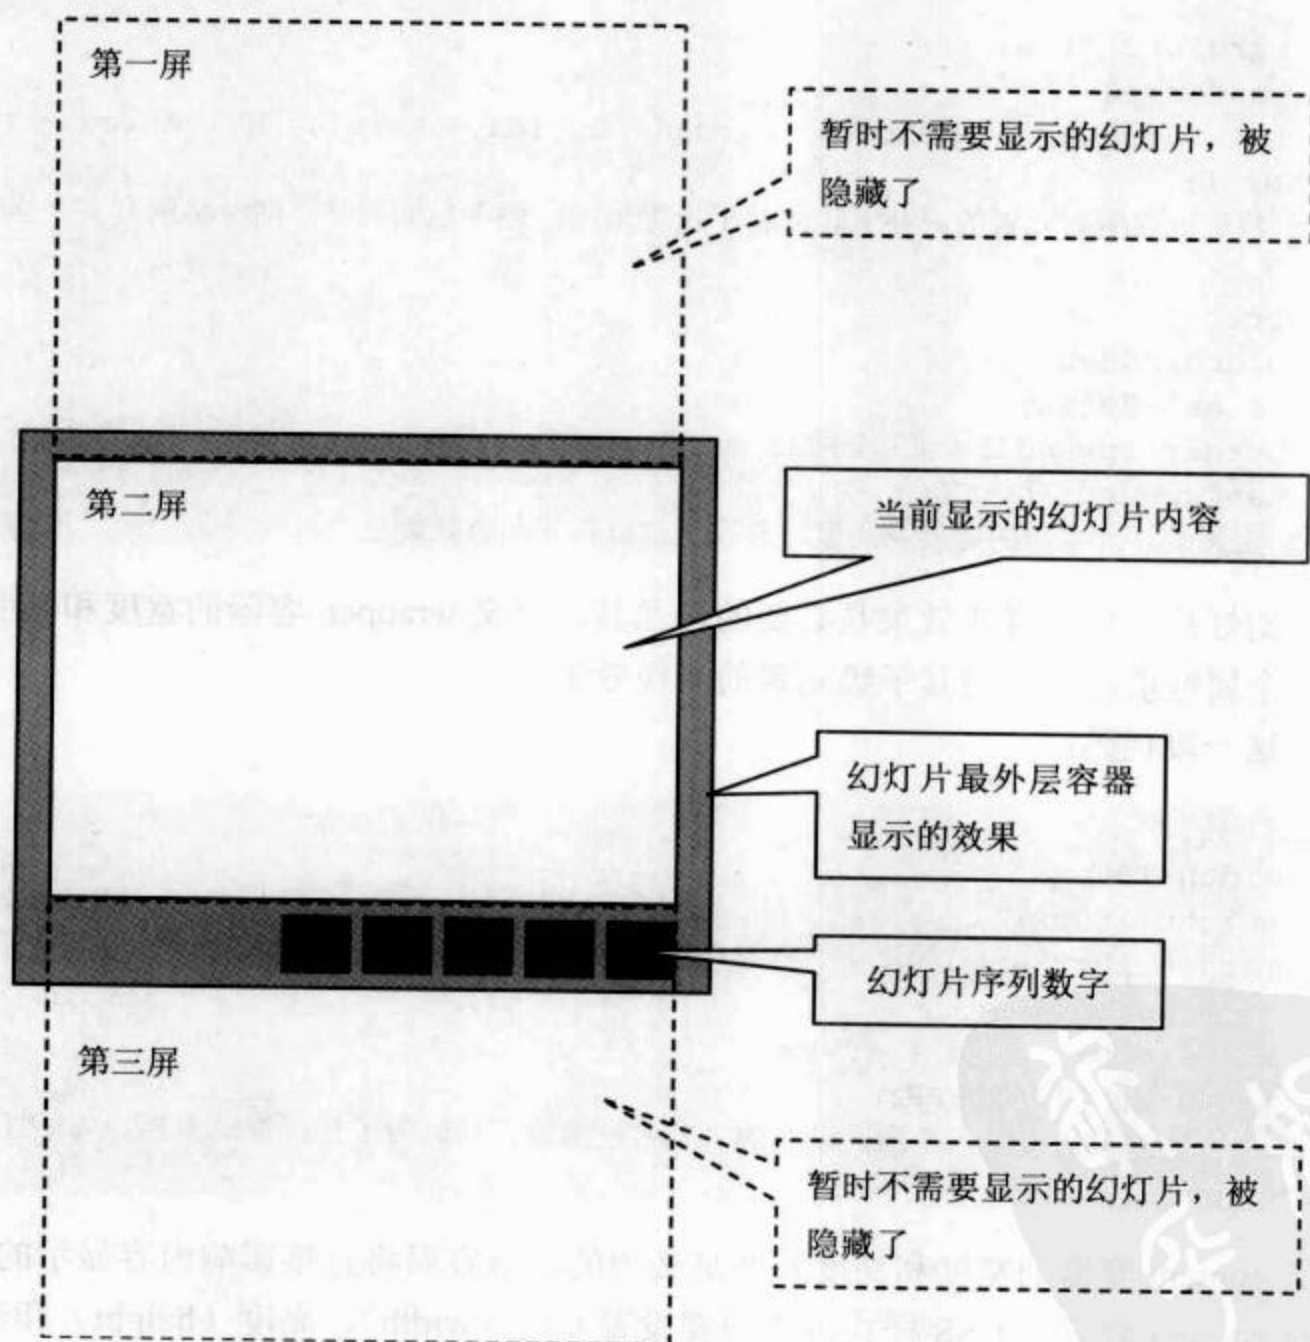 第一屏
暂时不需要显示的幻灯片，被
隐藏了
第二屏
当前显示的幻灯片内容
幻灯片最外层容器
显示的效果
幻灯片序列数字
第三屏
暂时不需要显示的幻灯片，被
隐藏了